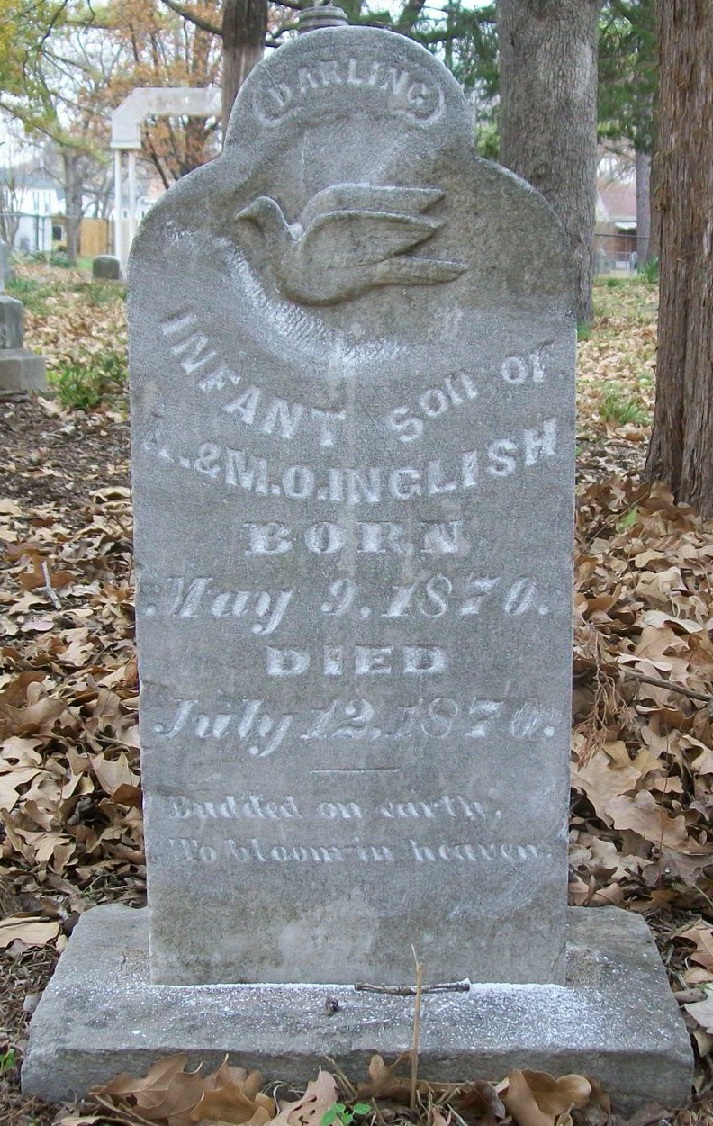 DARLING
INFANT Son OF
A.&M.O.INGLISH
BORN
May 9, 1870.
DIED
July 12, 1870.
Budded on earth,
To bloom in heaven.